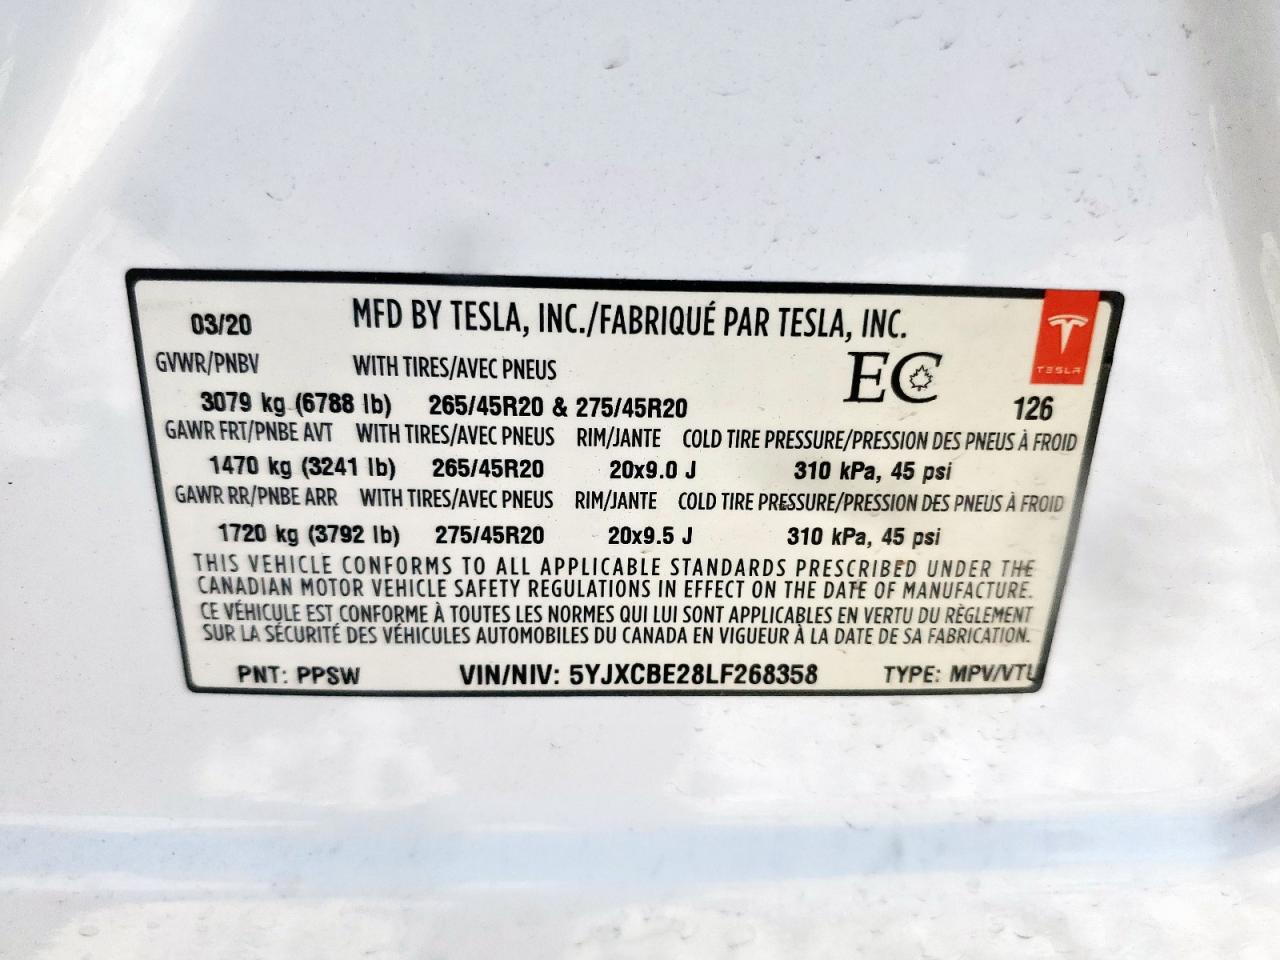 03/20 MFD BY TESLA, INC./FABRIQUÉ PAR TESLA, INC.
GVWR/PNBV WITH TIRES/AVEC PNEUS EC TESLA
3079 kg (6788 lb) 265/45R20 & 275/45R20 126
GAWR FRT/PNBE AVT WITH TIRES/AVEC PNEUS RIM/JANTE COLD TIRE PRESSURE/PRESSION DES PNEUS À FROID
1470 kg (3241 lb) 265/45R20 20x9.0 J 310 kPa, 45 psi
GAWR RR/PNBE ARR WITH TIRES/AVEC PNEUS RIM/JANTE COLD TIRE PRESSURE/PRESSION DES PNEUS À FROID
1720 kg (3792 lb) 275/45R20 20x9.5 J 310 kPa, 45 psi
THIS VEHICLE CONFORMS TO ALL APPLICABLE STANDARDS PRESCRIBED UNDER THE
CANADIAN MOTOR VEHICLE SAFETY REGULATIONS IN EFFECT ON THE DATE OF MANUFACTURE.
CE VÉHICULE EST CONFORME À TOUTES LES NORMES QUI LUI SONT APPLICABLES EN VERTU DU RÈGLEMENT
SUR LA SÉCURITÉ DES VÉHICULES AUTOMOBILES DU CANADA EN VIGUEUR À LA DATE DE SA FABRICATION.
PNT: PPSW VIN/NIV: 5YJXCBE28LF268358 TYPE: MPV/VTU